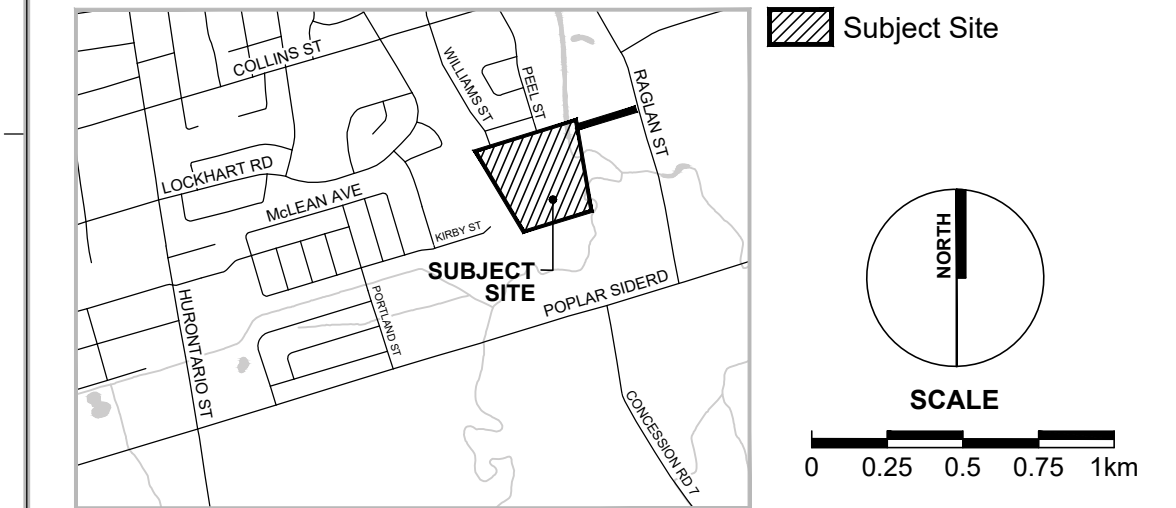 Subject Site
COLLINS ST
WILLIAMS ST
PEEL ST
RAGLAN ST
LOCKHART RD
McLEAN AVE
KIRBY ST
SUBJECT
SITE
POPLAR SIDERD
HURONTARIO ST
PORTLAND ST
CONCESSION RD 7
NORTH
SCALE
0 0.25 0.5 0.75 1km